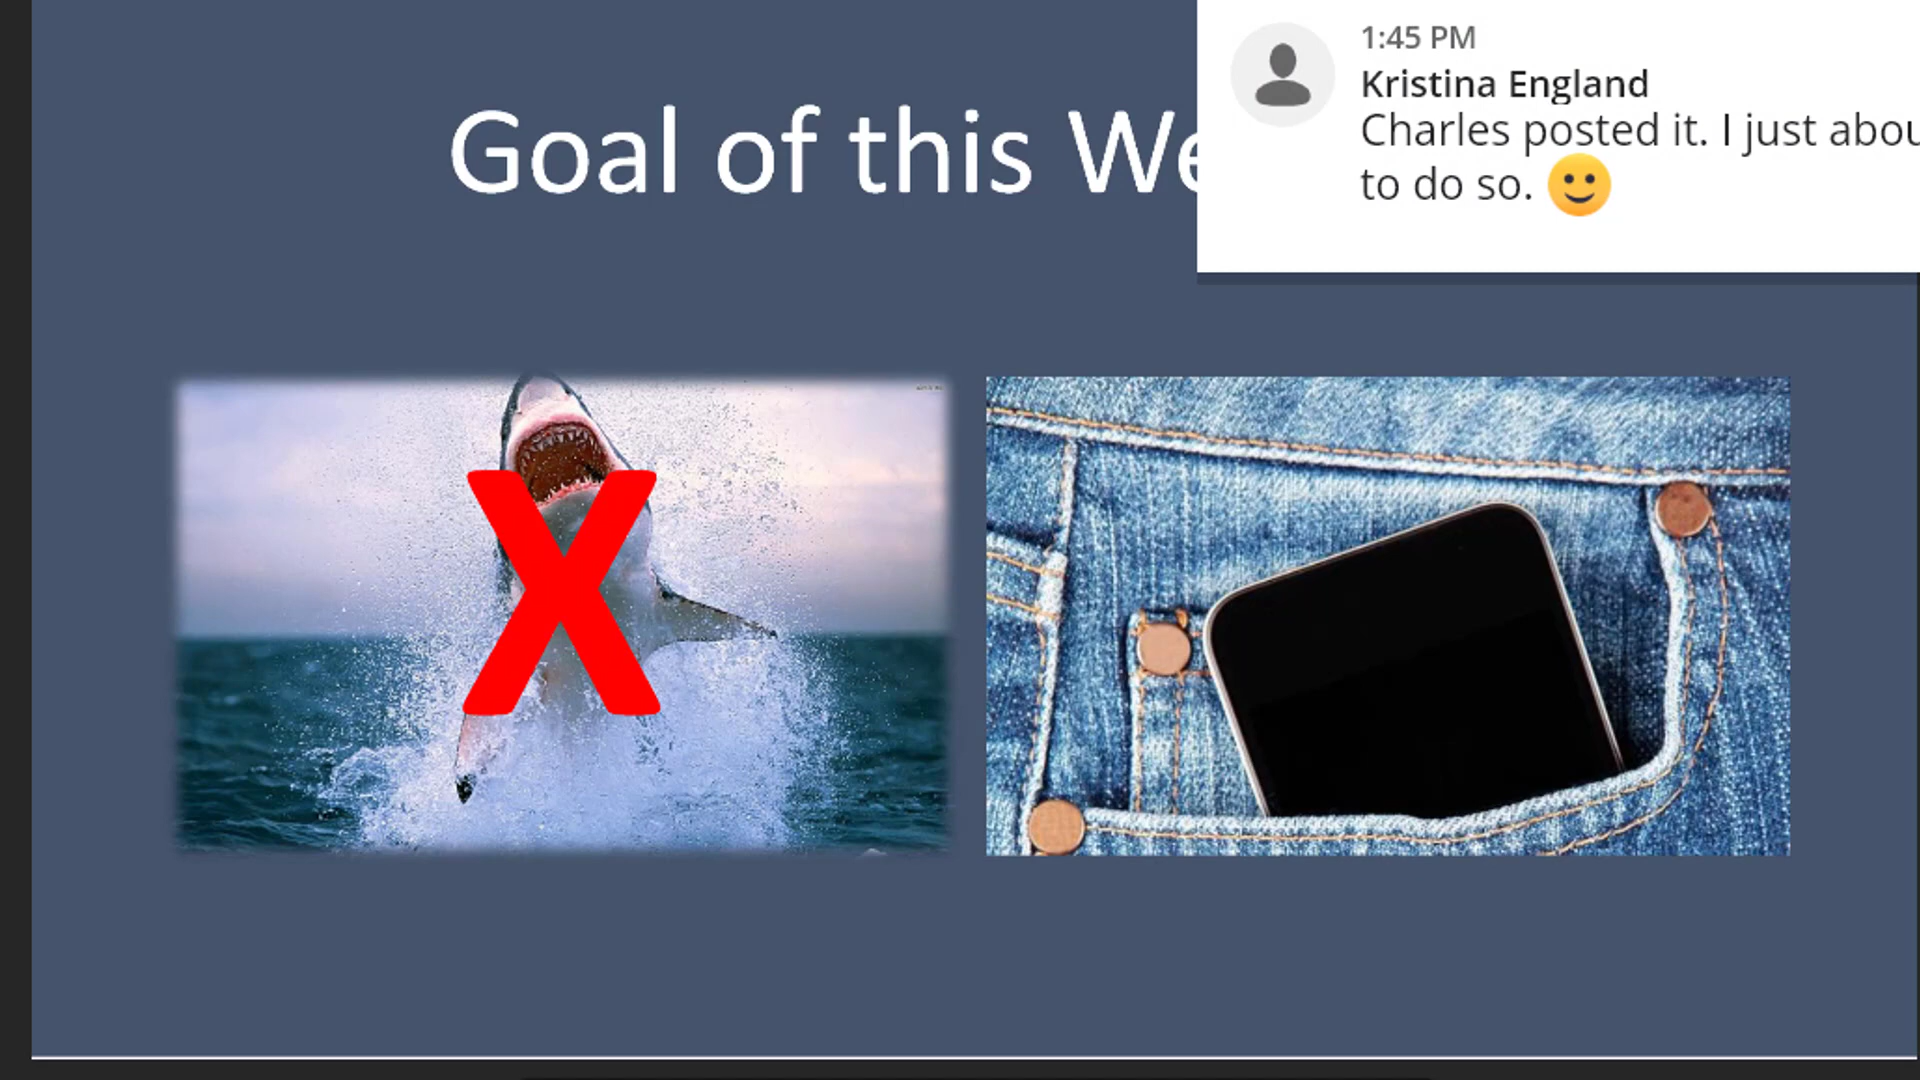 Goal of this We
1:45 PM
Kristina England
Charles posted it. I just abou
to do so. 🙂
X